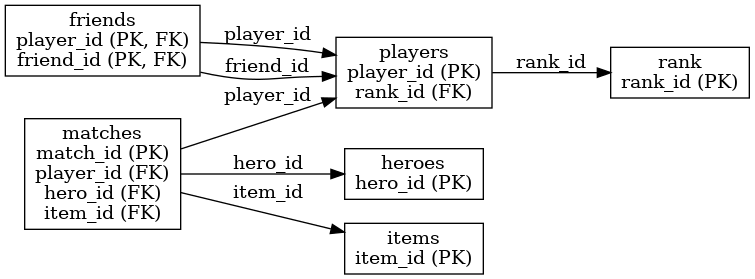 friends
player_id (PK, FK)
friend_id (PK, FK)
player_id
friend_id
player_id
players
player_id (PK)
rank_id (FK)
rank_id
rank
rank_id (PK)
matches
match_id (PK)
player_id (FK)
hero_id (FK)
item_id (FK)
hero_id
item_id
heroes
hero_id (PK)
items
item_id (PK)